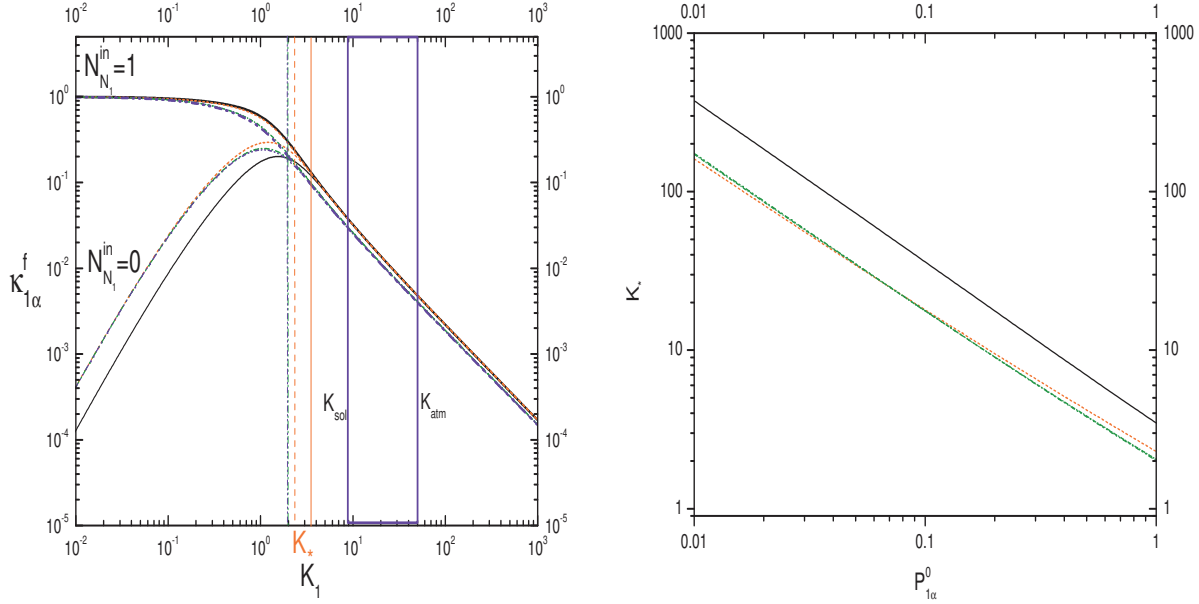 10^-2 10^-1 10^0 10^1 10^2 10^3
N^in_N_1=1
10^0 10^0
10^-1 10^-1
N^in_N_1=0
10^-2 10^-2
κ^f_1α
10^-3 10^-3
K_sol K_atm
10^-4 10^-4
10^-5 10^-5
10^-2 10^-1 10^0 10^1 10^2 10^3
K_*
K_1
0.01 0.1 1
1000 1000
100 100
K_*
10 10
1 1
0.01 0.1 1
P^0_1α